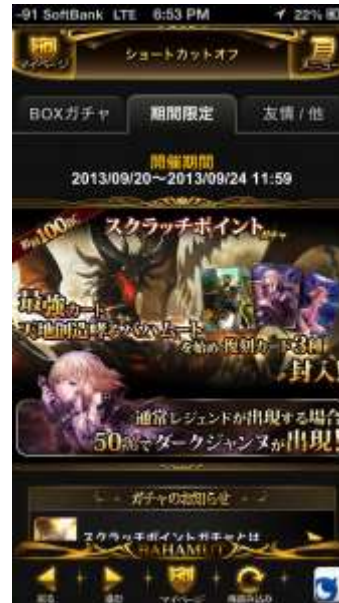 -91 SoftBank LTE 6:53 PM 22%
マイページ
ショートカットオフ
メニュー
BOXガチャ
期間限定
友情 / 他
開催期間
2013/09/20～2013/09/24 11:59
100
スクラッチポイント
最強カード
バハムート
を始め復刻カード3種
封入
通常レジェンドが出現する場合
50%でダークジャンヌが出現!
ガチャのお知らせ
スクラッチポイントガチャとは
BAHAMUT
戻る
進む
マイページ